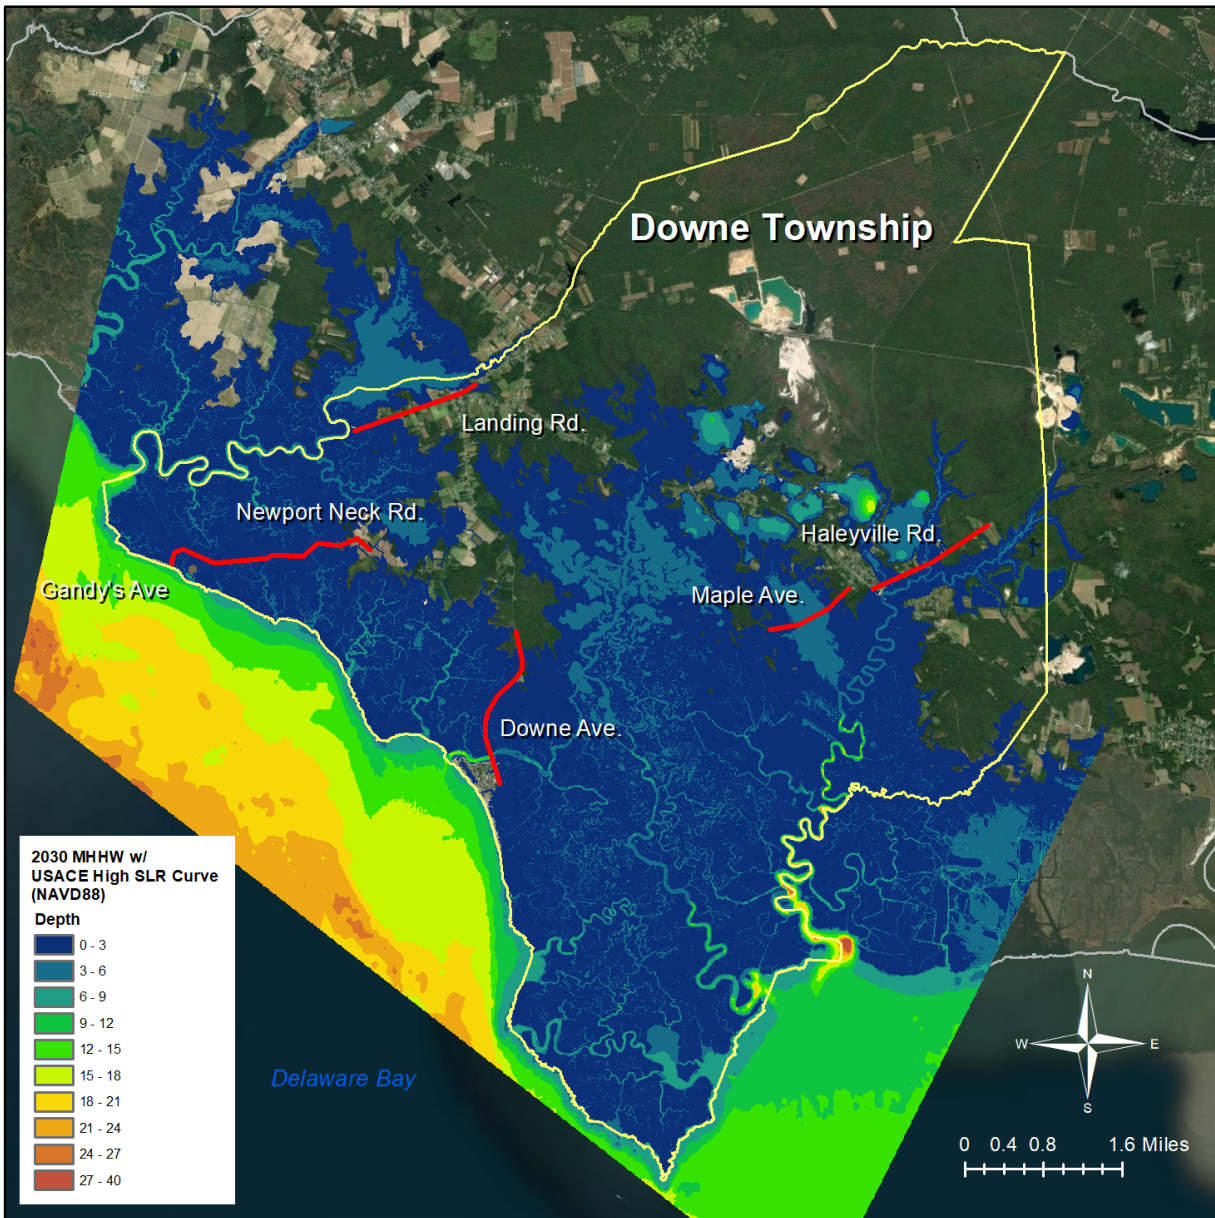 Downe Township
Landing Rd.
Newport Neck Rd.
Haleyville Rd.
Gandy's Ave
Maple Ave.
Downe Ave.
2030 MHHW w/
USACE High SLR Curve
(NAVD88)
Depth
0 - 3
3 - 6
6 - 9
9 - 12
12 - 15
15 - 18
18 - 21
21 - 24
24 - 27
27 - 40
Delaware Bay
N
W E
S
0 0.4 0.8 1.6 Miles